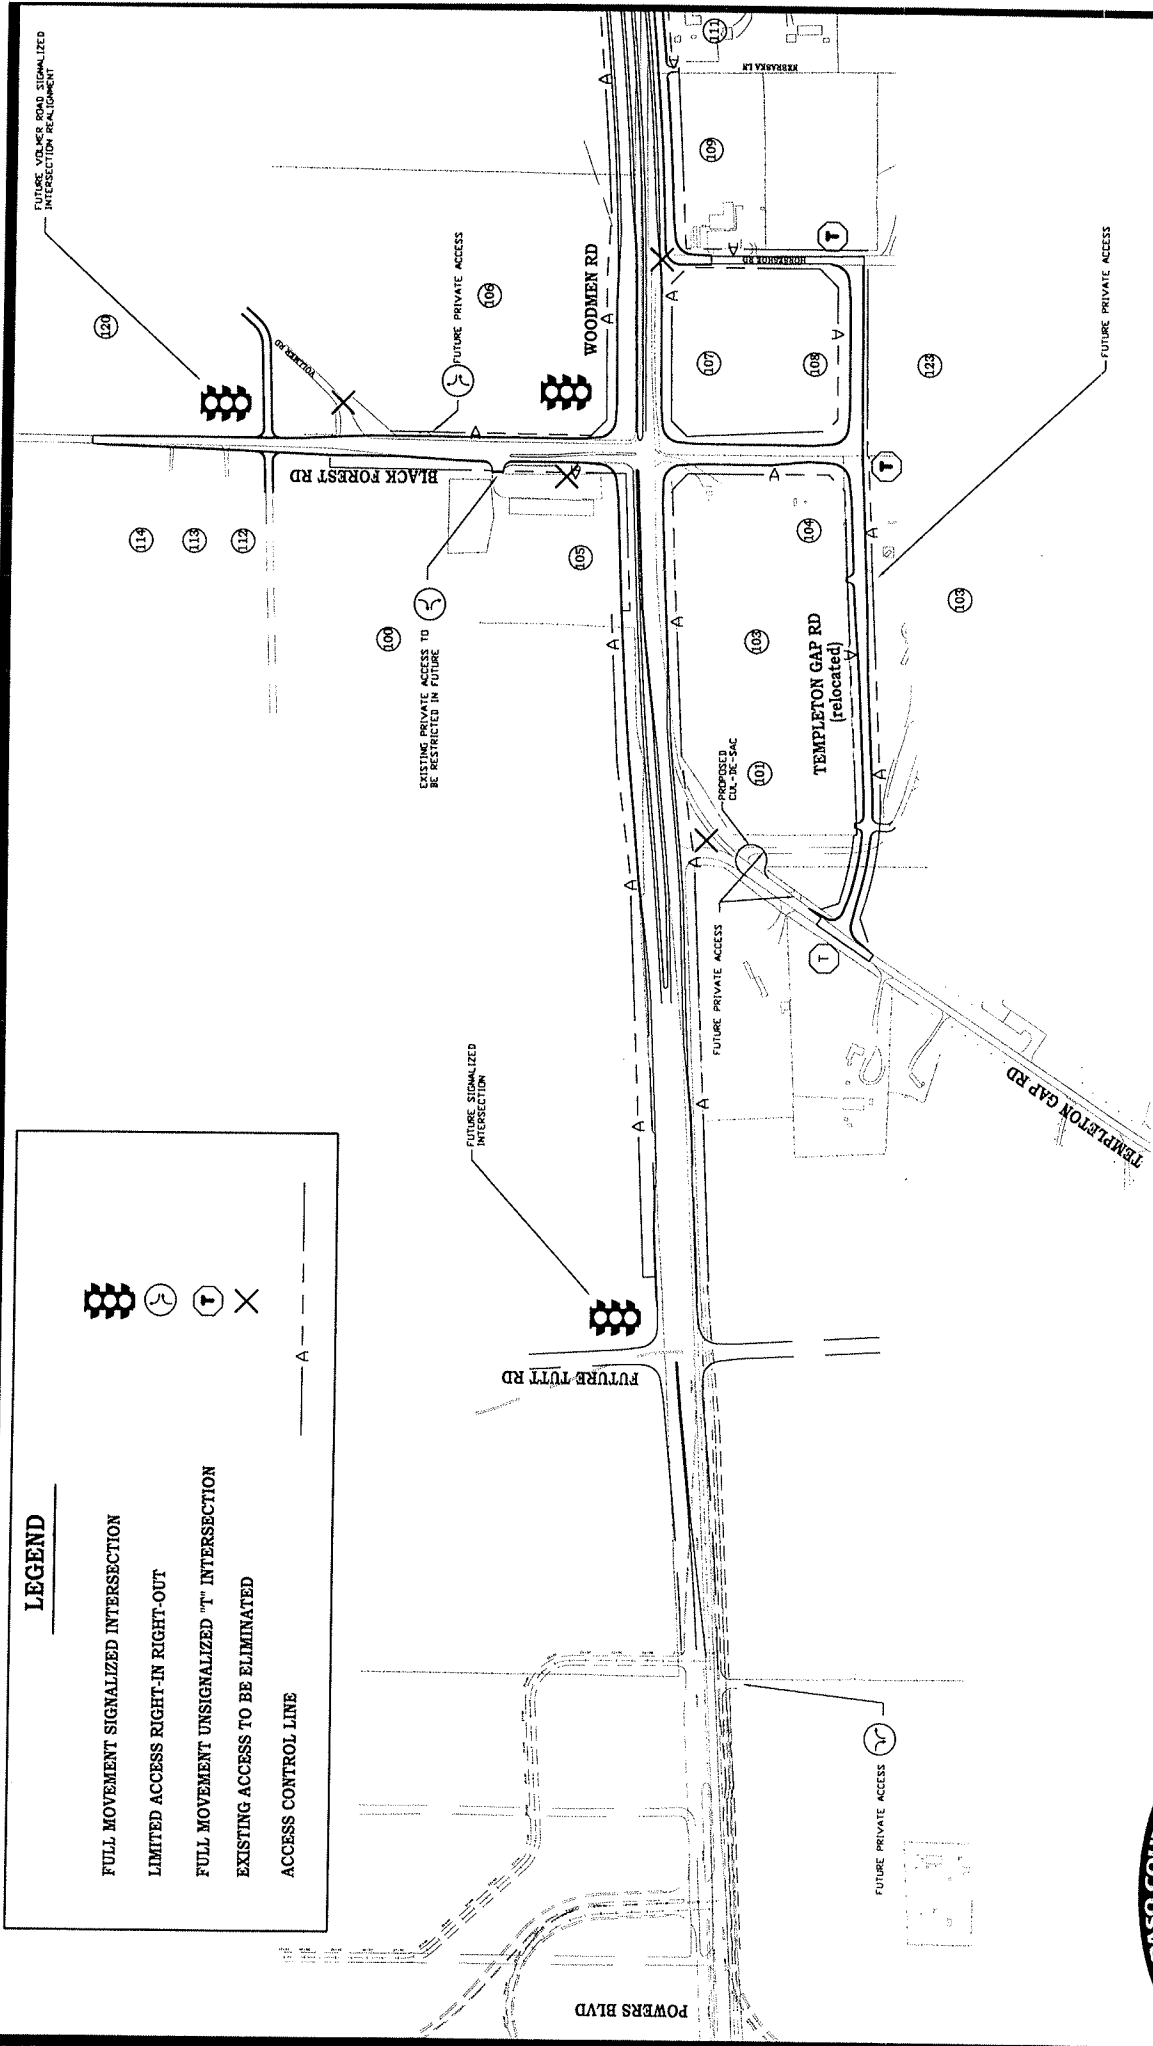 LEGEND
FULL MOVEMENT SIGNALIZED INTERSECTION
LIMITED ACCESS RIGHT-IN RIGHT-OUT
FULL MOVEMENT UNSIGNALIZED "T" INTERSECTION
T
EXISTING ACCESS TO BE ELIMINATED
ACCESS CONTROL LINE
A
FUTURE VOLMER ROAD SIGNALIZED
INTERSECTION REALIGNMENT
120
VOLLMER RD
114
113
112
BLACK FOREST RD
FUTURE PRIVATE ACCESS
106
A
EXISTING PRIVATE ACCESS TO
BE RESTRICTED IN FUTURE
100
105
A
WOODMEN RD
A
A
A
A
A
FUTURE SIGNALIZED
INTERSECTION
FUTURE TUTT RD
POWERS BLVD
FUTURE PRIVATE ACCESS
A
A
FUTURE PRIVATE ACCESS
PROPOSED
CUL-DE-SAC
101
103
104
A
A
TEMPLETON GAP RD
(relocated)
A
A
A
T
T
TEMPLETON GAP RD
103
FUTURE PRIVATE ACCESS
123
107
108
A
A
HORSESHOE RD
A
T
109
A
111
NEBRASKA LN